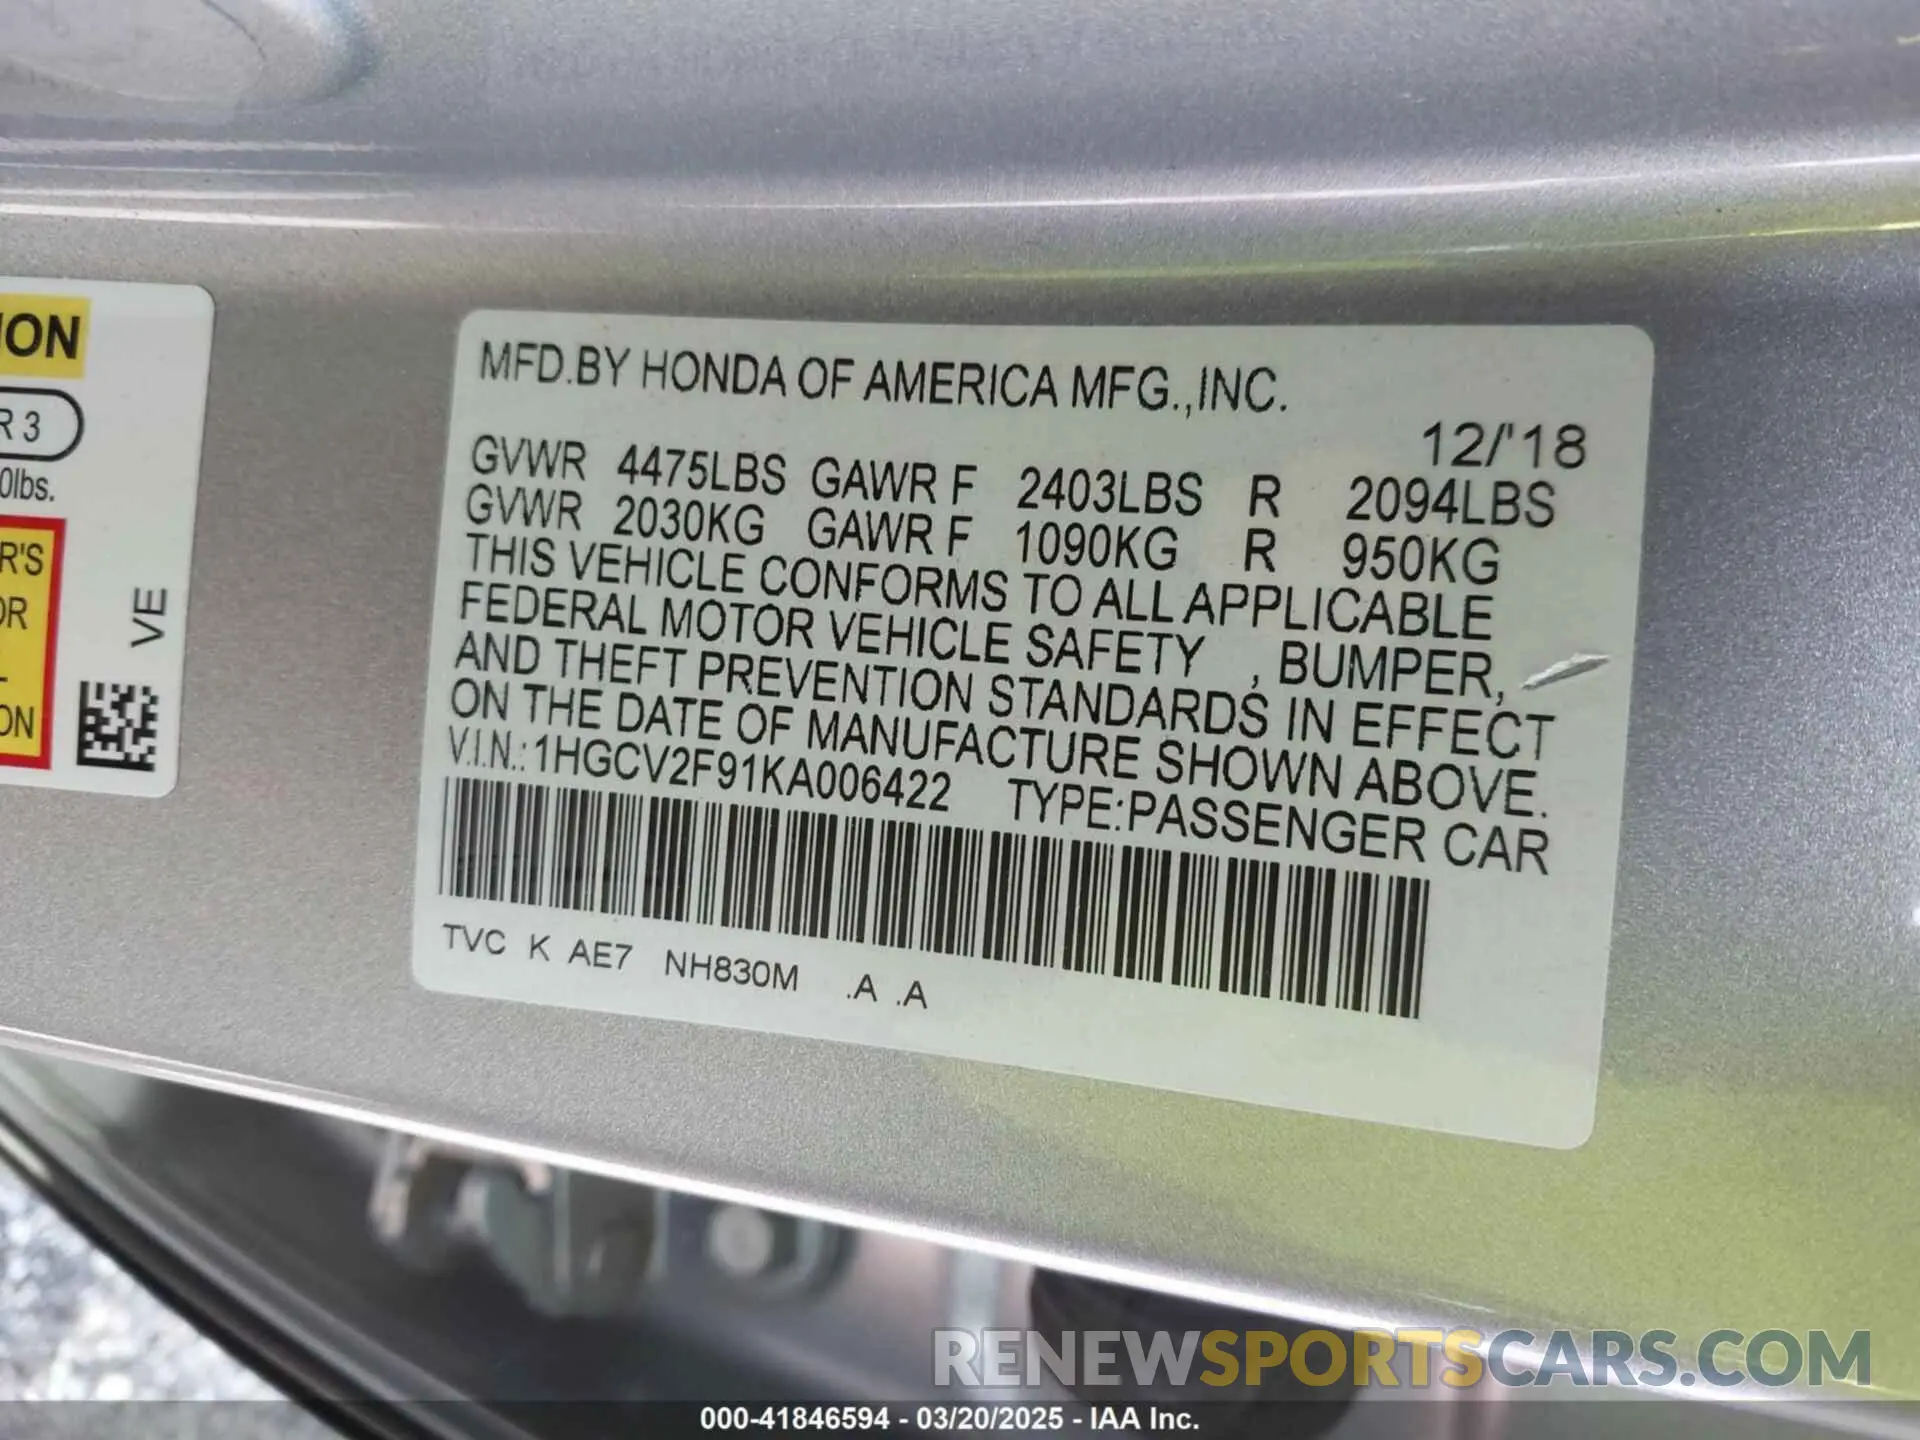 ION
R 3
0lbs.
R'S
OR
ON
VE
MFD.BY HONDA OF AMERICA MFG.,INC.
12/'18
GVWR 4475LBS GAWR F 2403LBS R 2094LBS
GVWR 2030KG GAWR F 1090KG R 950KG
THIS VEHICLE CONFORMS TO ALL APPLICABLE
FEDERAL MOTOR VEHICLE SAFETY , BUMPER,
AND THEFT PREVENTION STANDARDS IN EFFECT
ON THE DATE OF MANUFACTURE SHOWN ABOVE.
V.I.N.: 1HGCV2F91KA006422 TYPE:PASSENGER CAR
TVC K AE7 NH830M .A .A
RENEWSPORTSCARS.COM
000-41846594 - 03/20/2025 - IAA Inc.